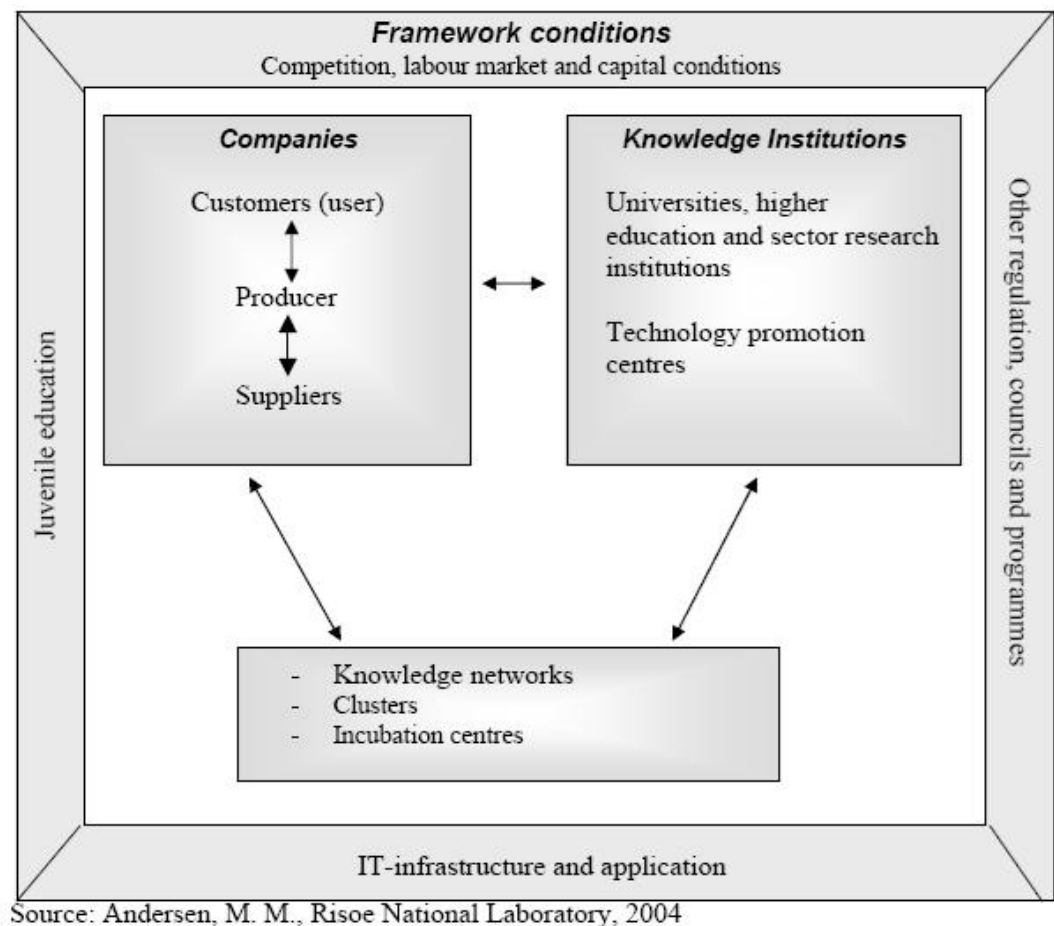 Framework conditions
Competition, labour market and capital conditions
Companies
Customers (user)
Producer
Suppliers
Knowledge Institutions
Universities, higher
education and sector research
institutions
Technology promotion
centres
Juvenile education
Other regulation, councils and programmes
- Knowledge networks
- Clusters
- Incubation centres
IT-infrastructure and application
Source: Andersen, M. M., Risoe National Laboratory, 2004